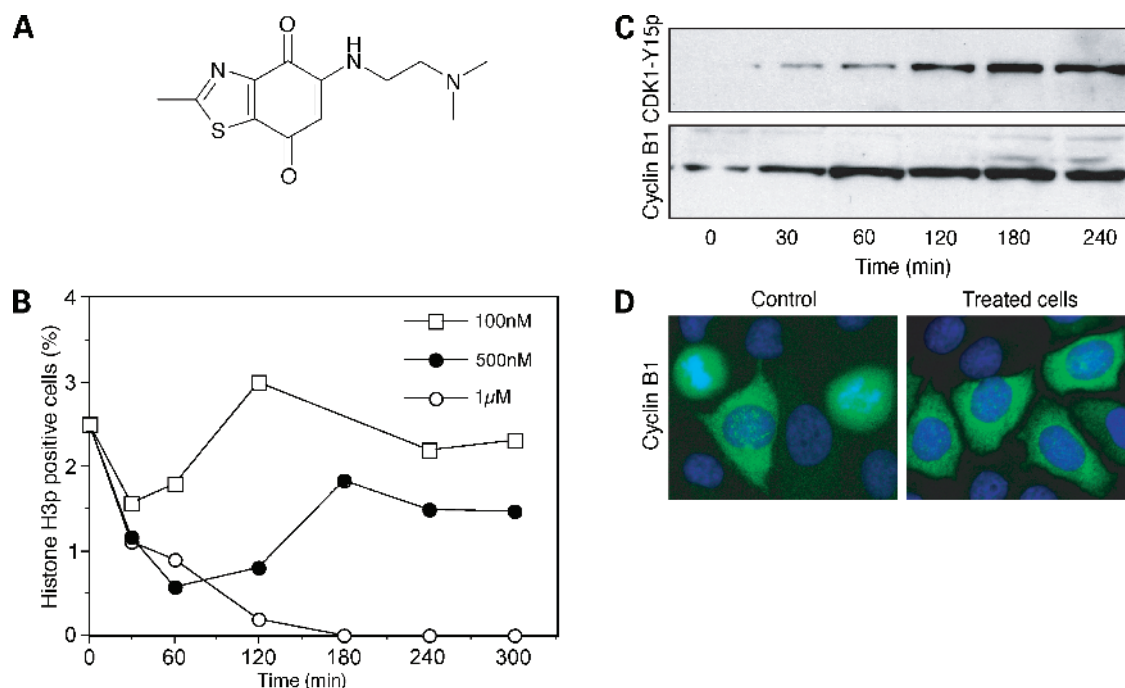 A
O
H
N
N
N
S
O
B
Histone H3p positive cells (%)
4
3
2
1
0
100nM
500nM
1µM
0 60 120 180 240 300
Time (min)
C
CDK1-Y15p
Cyclin B1
0 30 60 120 180 240
Time (min)
D
Control Treated cells
Cyclin B1